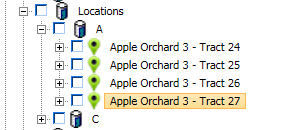 Locations
A
Apple Orchard 3 - Tract 24
Apple Orchard 3 - Tract 25
Apple Orchard 3 - Tract 26
Apple Orchard 3 - Tract 27
C